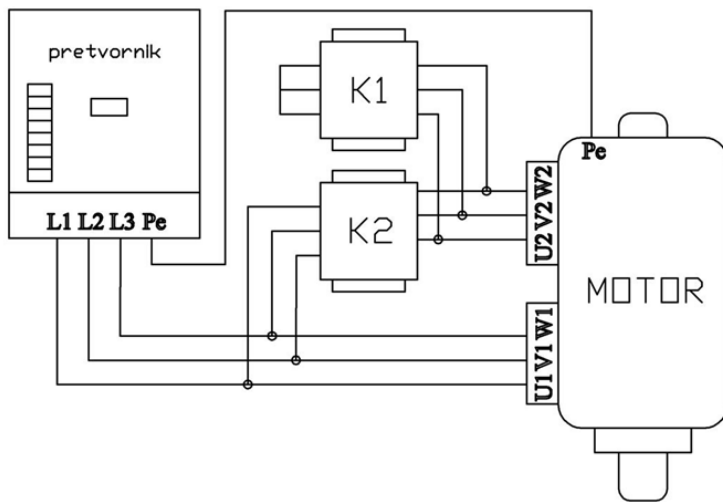 pretvornik
L1 L2 L3 Pe
K1
K2
Pe
U2 V2 W2
MOTOR
U1 V1 W1